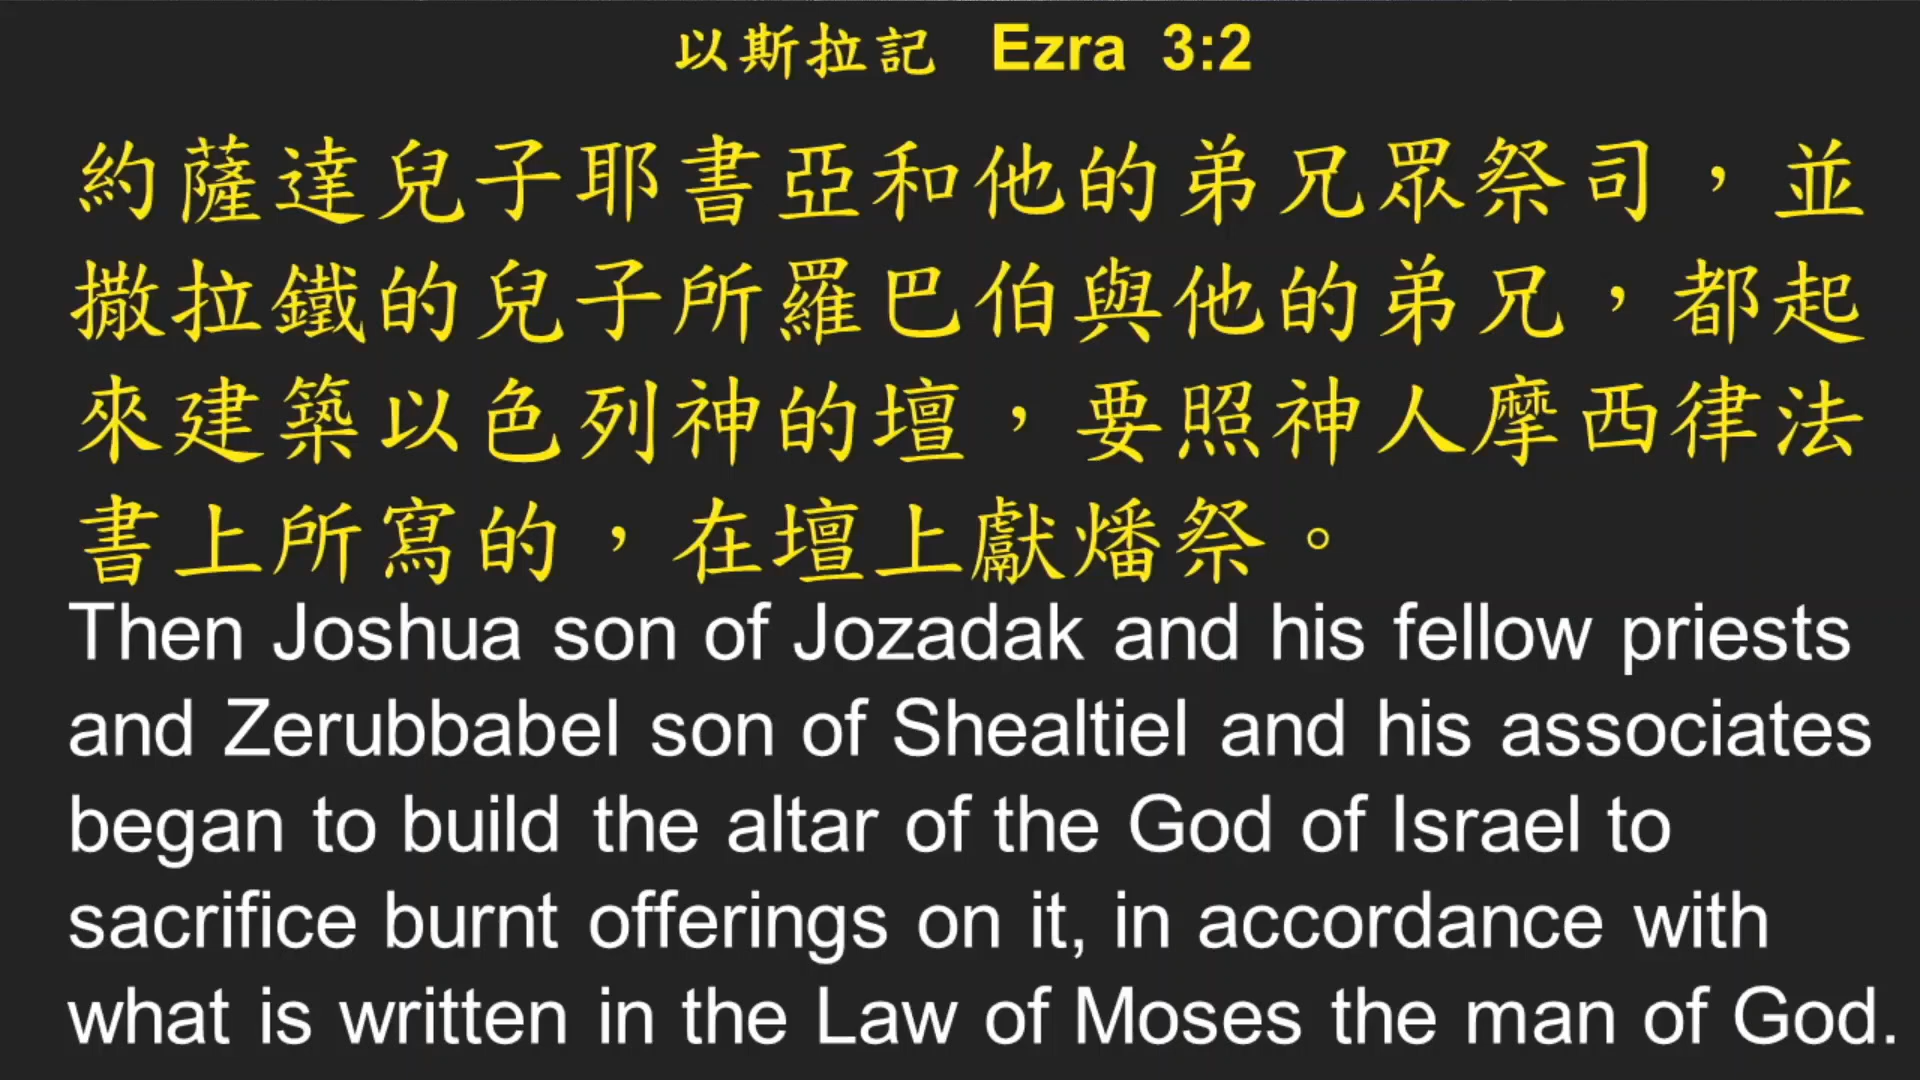 以斯拉記 Ezra 3:2
約薩達兒子耶書亞和他的弟兄眾祭司，並
撒拉鐵的兒子所羅巴伯與他的弟兄，都起
來建築以色列神的壇，要照神人摩西律法
書上所寫的，在壇上獻燔祭。
Then Joshua son of Jozadak and his fellow priests
and Zerubbabel son of Shealtiel and his associates
began to build the altar of the God of Israel to
sacrifice burnt offerings on it, in accordance with
what is written in the Law of Moses the man of God.